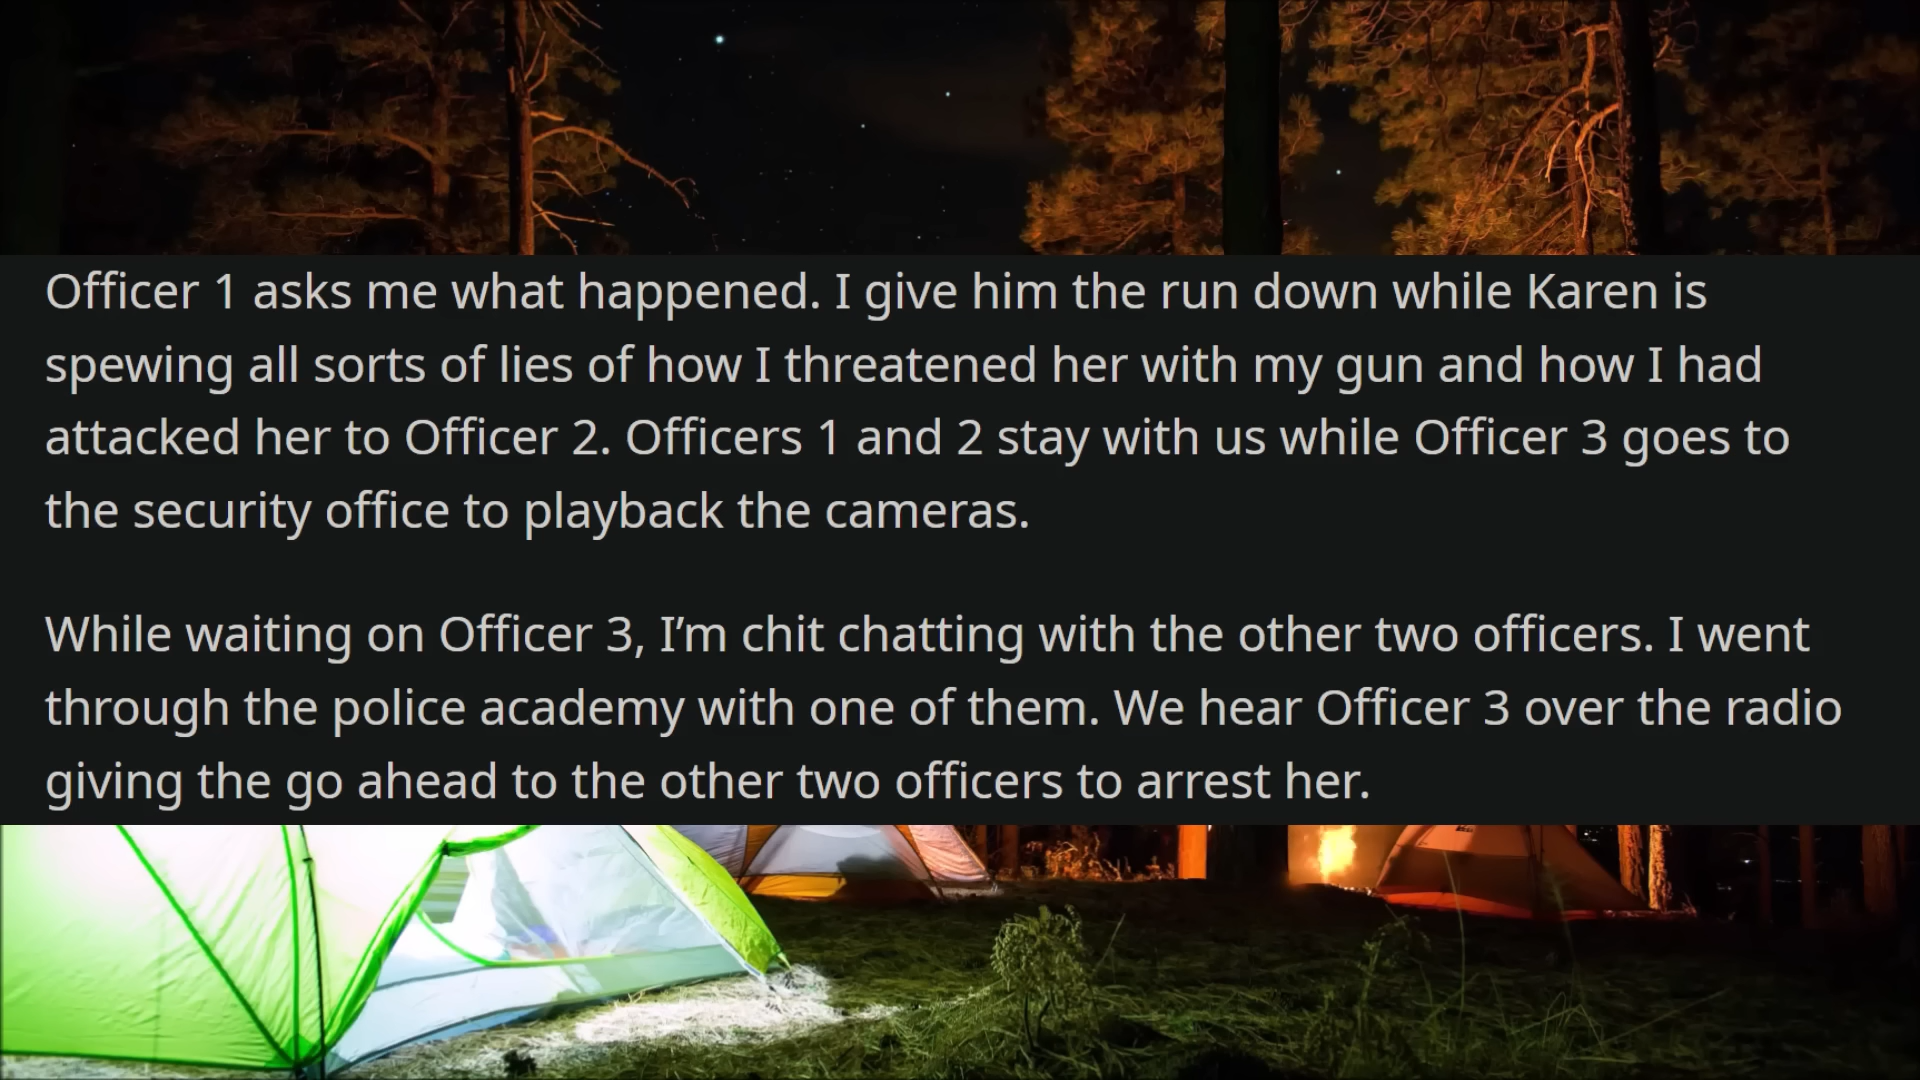 Officer 1 asks me what happened. I give him the run down while Karen is
spewing all sorts of lies of how I threatened her with my gun and how I had
attacked her to Officer 2. Officers 1 and 2 stay with us while Officer 3 goes to
the security office to playback the cameras.
While waiting on Officer 3, I’m chit chatting with the other two officers. I went
through the police academy with one of them. We hear Officer 3 over the radio
giving the go ahead to the other two officers to arrest her.